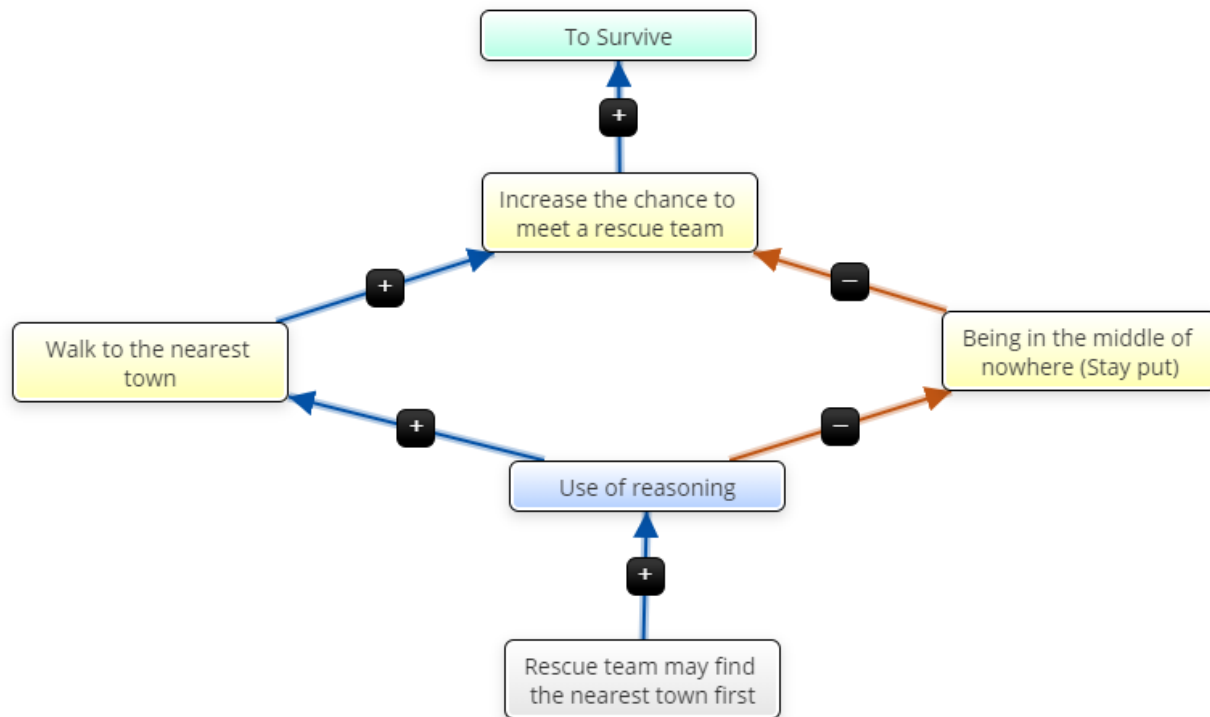 To Survive
+
Increase the chance to
meet a rescue team
+
–
Walk to the nearest
town
Being in the middle of
nowhere (Stay put)
+
–
Use of reasoning
+
Rescue team may find
the nearest town first